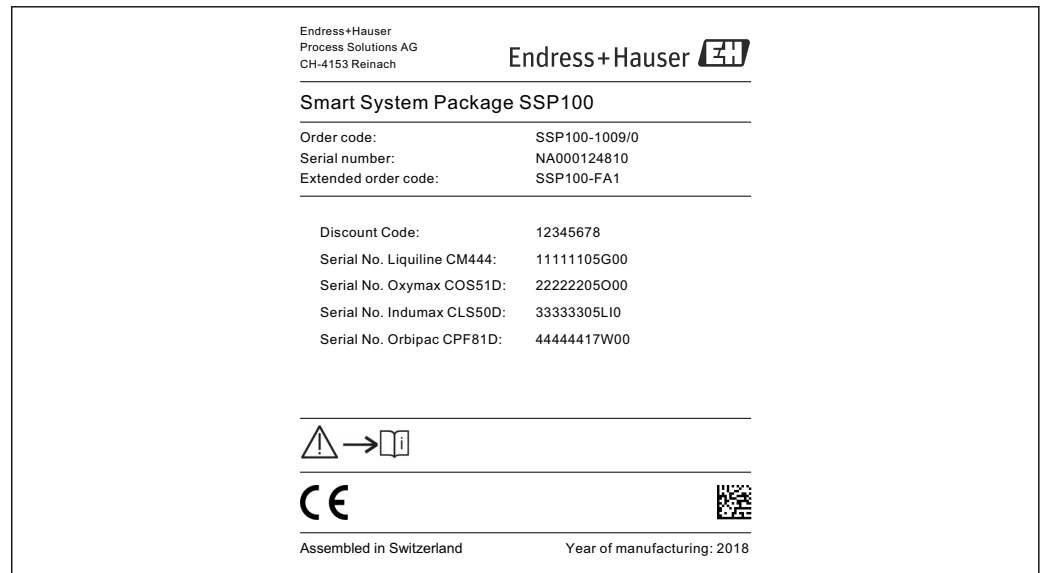 Endress+Hauser
Process Solutions AG
CH-4153 Reinach
Endress+Hauser EH
Smart System Package SSP100
Order code: SSP100-1009/0
Serial number: NA000124810
Extended order code: SSP100-FA1
Discount Code: 12345678
Serial No. Liquiline CM444: 11111105G00
Serial No. Oxymax COS51D: 22222205O00
Serial No. Indumax CLS50D: 33333305LI0
Serial No. Orbipac CPF81D: 44444417W00
i
CE
Assembled in Switzerland Year of manufacturing: 2018